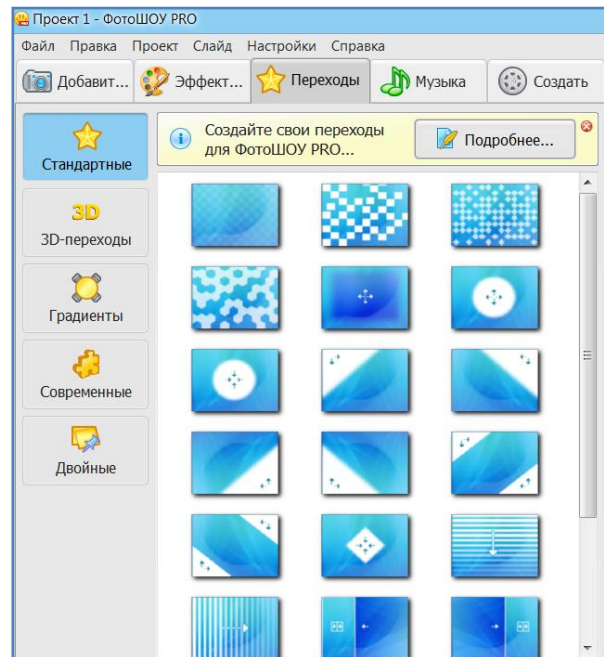 Проект 1 - ФотоШОУ PRO
Файл Правка Проект Слайд Настройки Справка
Добавит... Эффект... Переходы Музыка Создать
Создайте свои переходы
для ФотоШОУ PRO...
Подробнее...
Стандартные
3D
3D-переходы
Градиенты
Современные
Двойные